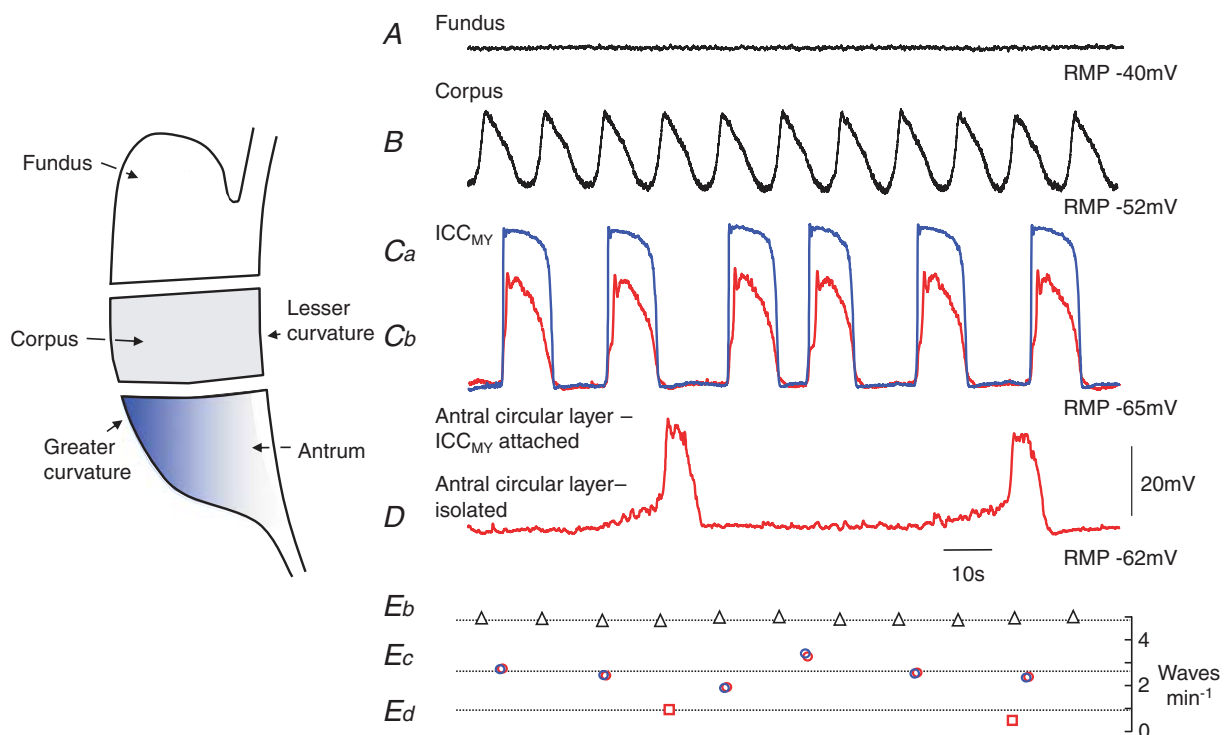 Fundus
Corpus
Lesser
curvature
Greater
curvature
Antrum
A
Fundus
RMP -40mV
Corpus
B
RMP -52mV
Ca
ICCMY
Cb
RMP -65mV
Antral circular layer –
ICCMY attached
20mV
Antral circular layer–
isolated
D
10s
RMP -62mV
Eb
Ec
Ed
4
2
0
Waves
min-1